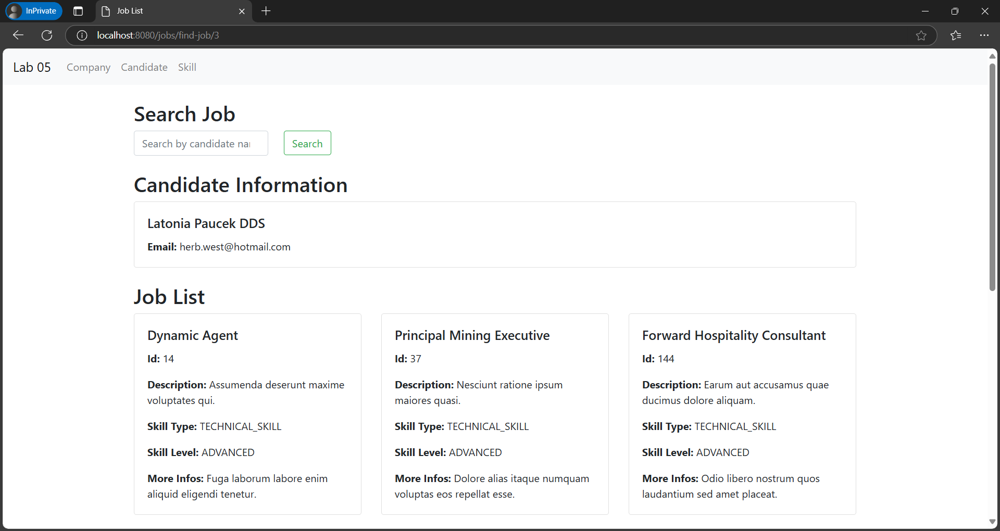 InPrivate
Job List
localhost:8080/jobs/find-job/3
Lab 05 Company Candidate Skill
Search Job
Search by candidate
Search
Candidate Information
Latonia Paucek DDS
Email: herb.west@hotmail.com
Job List
Dynamic Agent
Id: 14
Description: Assumenda deserunt maxime
voluptates qui.
Skill Type: TECHNICAL_SKILL
Skill Level: ADVANCED
More Infos: Fuga laborum labore enim
aliquid eligendi tenetur.
Principal Mining Executive
Id: 37
Description: Nesciunt ratione ipsum
maiores quasi.
Skill Type: TECHNICAL_SKILL
Skill Level: ADVANCED
More Infos: Dolore alias itaque numquam
voluptas eos repellat esse.
Forward Hospitality Consultant
Id: 144
Description: Earum aut accusamus quae
ducimus dolore aliquam.
Skill Type: TECHNICAL_SKILL
Skill Level: ADVANCED
More Infos: Odio libero nostrum quos
laudantium sed amet placeat.